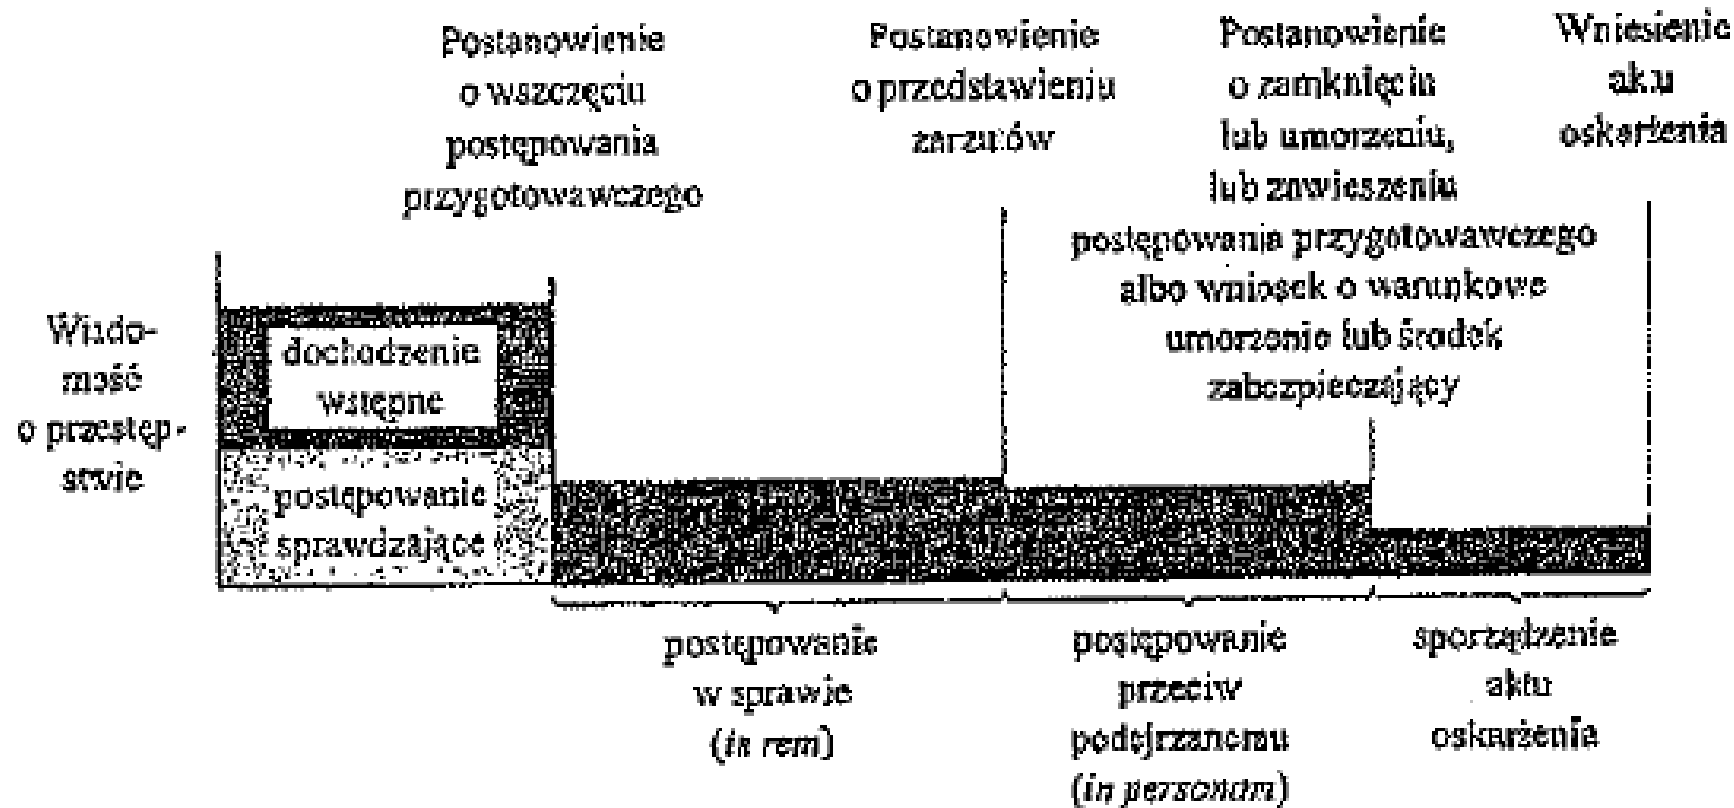 Postanowienie
o wszczęciu
postępowania
przygotowawczego
Postanowienie
o przedstawieniu
zarzutów
Postanowienie
o zamknięciu
lub umorzeniu,
lub zawieszeniu
postępowania przygotowawczego
albo wniosek o warunkowe
umorzenie lub środek
zabezpieczający
Wniesienie
aktu
oskarżenia
Wiado-
mość
o przestęp-
stwie
dochodzenie
wstępne
postępowanie
sprawdzające
postępowanie
w sprawie
(in rem)
postępowanie
przeciw
podejrzanemu
(in personam)
sporządzenie
aktu
oskarżenia